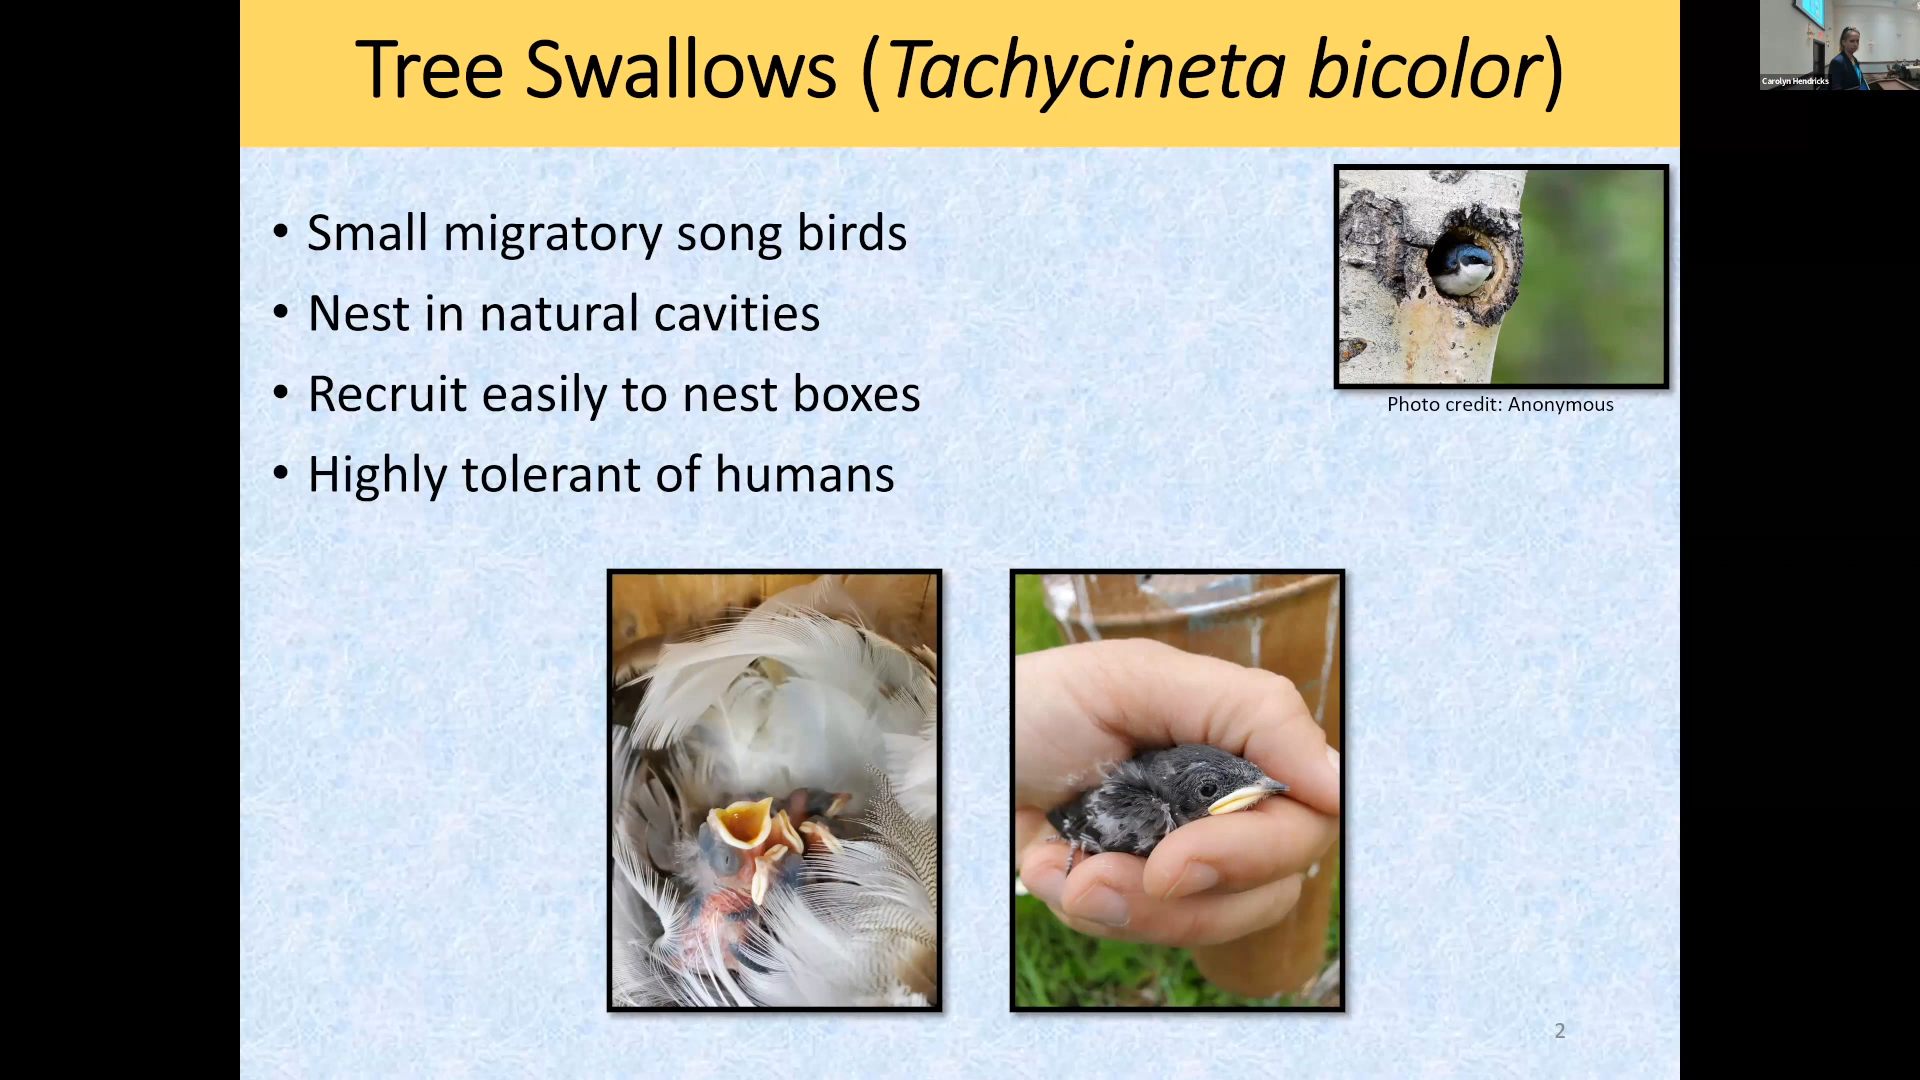 Tree Swallows (Tachycineta bicolor)
Carolyn Hendricks
• Small migratory song birds
• Nest in natural cavities
• Recruit easily to nest boxes
• Highly tolerant of humans
Photo credit: Anonymous
2